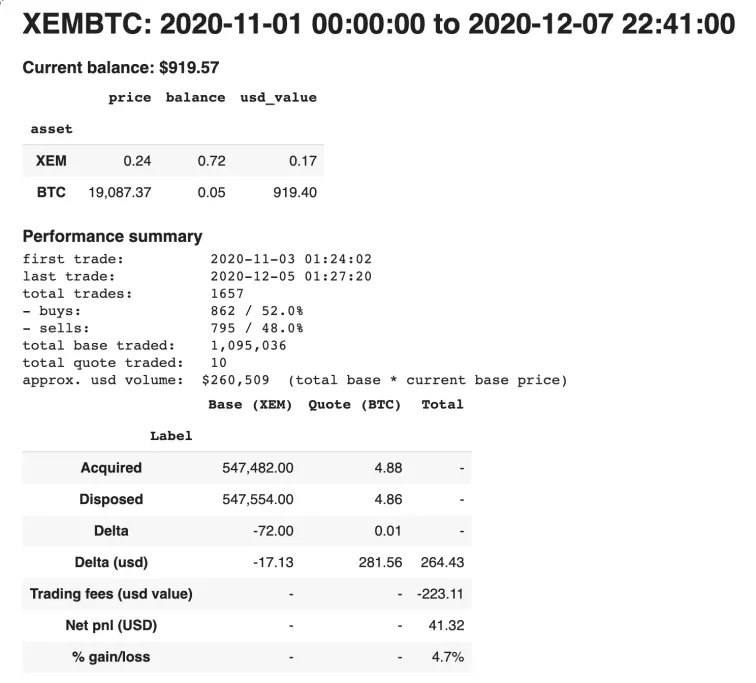 XEMBTC: 2020-11-01 00:00:00 to 2020-12-07 22:41:00
Current balance: $919.57
price balance usd_value
asset
XEM 0.24 0.72 0.17
BTC 19,087.37 0.05 919.40
Performance summary
first trade: 2020-11-03 01:24:02
last trade: 2020-12-05 01:27:20
total trades: 1657
- buys: 862 / 52.0%
- sells: 795 / 48.0%
total base traded: 1,095,036
total quote traded: 10
approx. usd volume: $260,509 (total base * current base price)
Base (XEM) Quote (BTC) Total
Label
Acquired 547,482.00 4.88 -
Disposed 547,554.00 4.86 -
Delta -72.00 0.01 -
Delta (usd) -17.13 281.56 264.43
Trading fees (usd value) - - -223.11
Net pnl (USD) - - 41.32
% gain/loss - - 4.7%